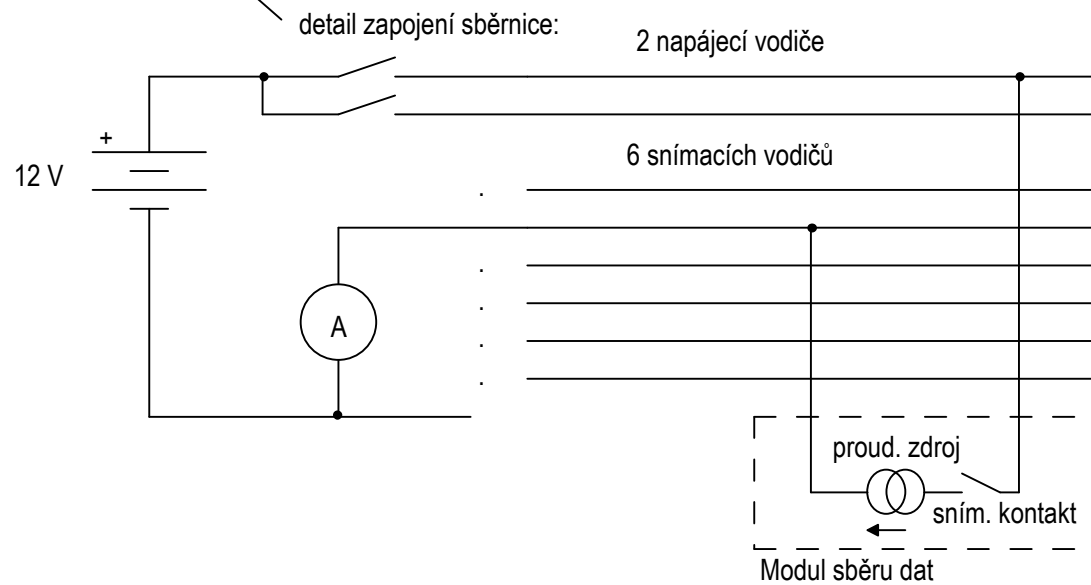 detail zapojení sběrnice:
2 napájecí vodiče
+
12 V
6 snímacích vodičů
A
proud. zdroj
sním. kontakt
Modul sběru dat